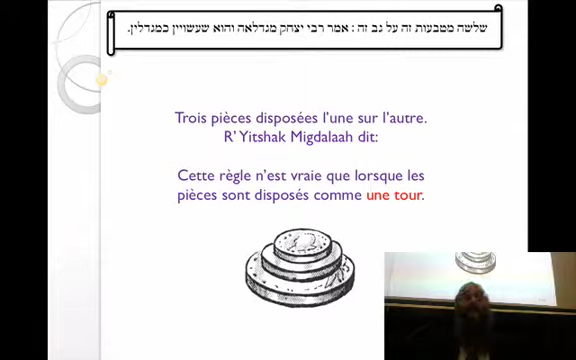 שלשה מטבעות זה על גב זה : אמר רבי יצחק מגדלאה והוא שעשויין כמגדלין.
Trois pièces disposées l'une sur l'autre.
R' Yitshak Migdalaah dit:
Cette règle n'est vraie que lorsque les
pièces sont disposés comme une tour.